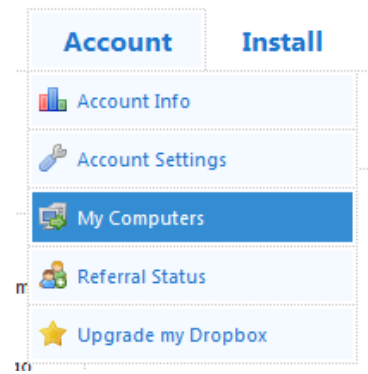 Account Install
Account Info
Account Settings
My Computers
Referral Status
Upgrade my Dropbox